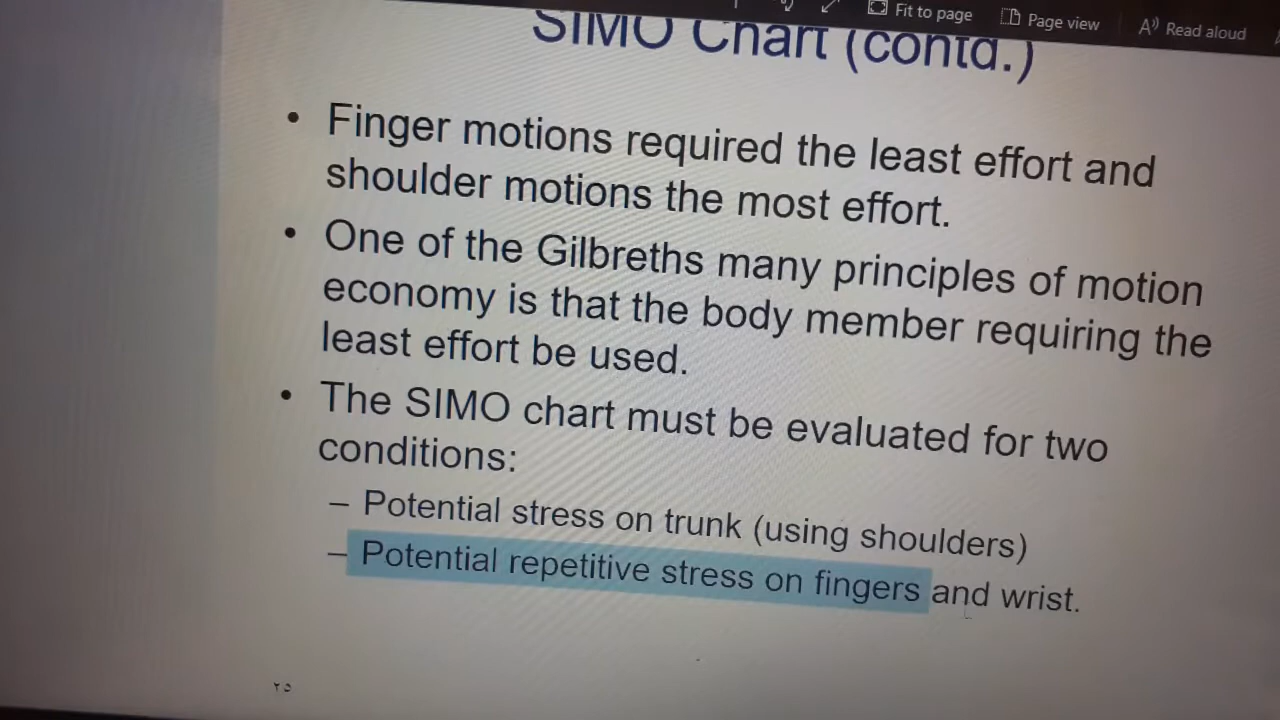 Fit to page Page view Read aloud
SIMO Chart (contd.)
• Finger motions required the least effort and
shoulder motions the most effort.
• One of the Gilbreths many principles of motion
economy is that the body member requiring the
least effort be used.
• The SIMO chart must be evaluated for two
conditions:
– Potential stress on trunk (using shoulders)
– Potential repetitive stress on fingers and wrist.
٢٥